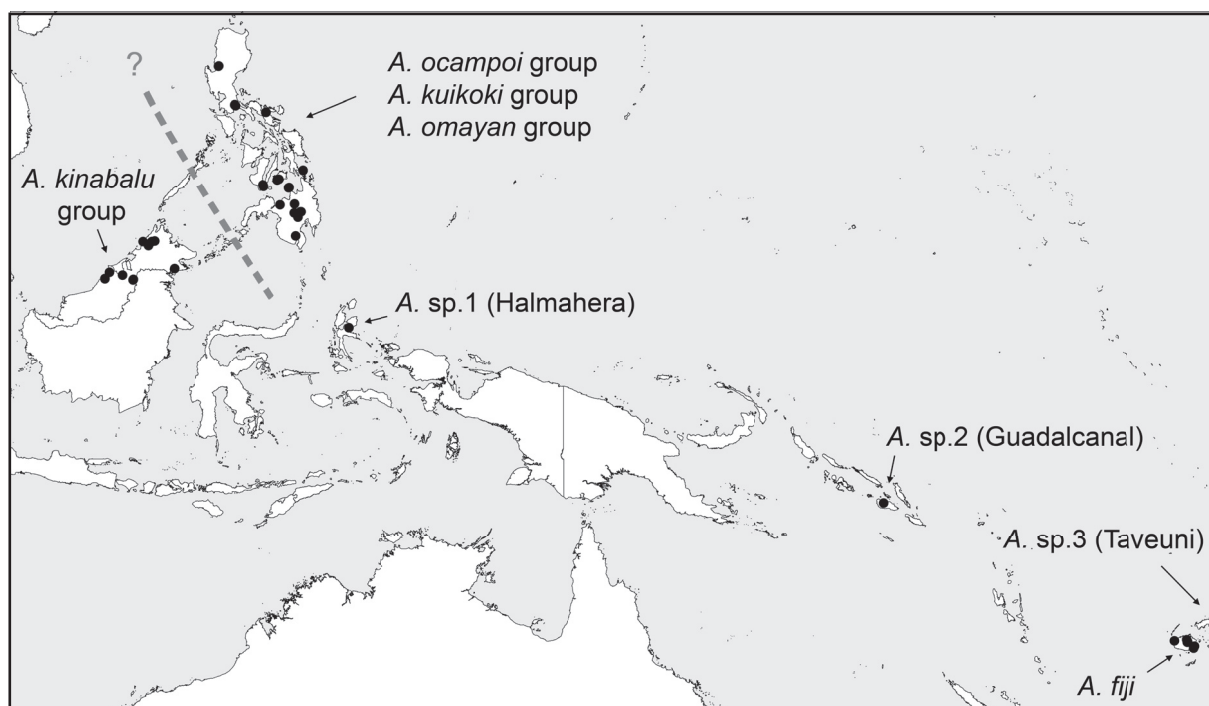 ?
A. ocampoi group
A. kuikoki group
A. omayan group
A. kinabalu
group
A. sp.1 (Halmahera)
A. sp.2 (Guadalcanal)
A. sp.3 (Taveuni)
A. fiji